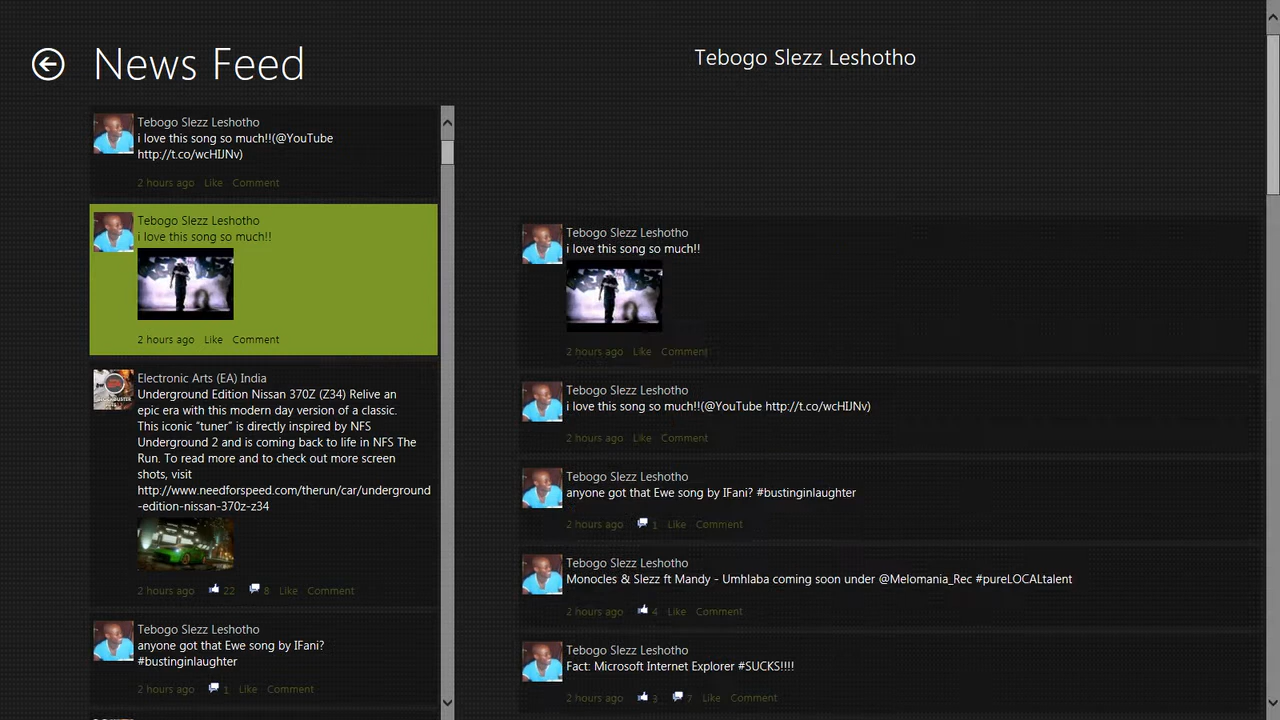 News Feed
Tebogo Slezz Leshotho
i love this song so much!!(@YouTube
http://t.co/wcHIJNv)
2 hours ago Like Comment
Tebogo Slezz Leshotho
i love this song so much!!
2 hours ago Like Comment
Electronic Arts (EA) India
Underground Edition Nissan 370Z (Z34) Relive an
epic era with this modern day version of a classic.
This iconic “tuner” is directly inspired by NFS
Underground 2 and is coming back to life in NFS The
Run. To read more and to check out more screen
shots, visit
http://www.needforspeed.com/therun/car/underground
-edition-nissan-370z-z34
2 hours ago 22 8 Like Comment
Tebogo Slezz Leshotho
anyone got that Ewe song by IFani?
#bustinginlaughter
2 hours ago 1 Like Comment
Tebogo Slezz Leshotho
Tebogo Slezz Leshotho
i love this song so much!!
2 hours ago Like Comment
Tebogo Slezz Leshotho
i love this song so much!!(@YouTube http://t.co/wcHIJNv)
2 hours ago Like Comment
Tebogo Slezz Leshotho
anyone got that Ewe song by IFani? #bustinginlaughter
2 hours ago 1 Like Comment
Tebogo Slezz Leshotho
Monocles & Slezz ft Mandy - Umhlaba coming soon under @Melomania_Rec #pureLOCALtalent
2 hours ago 4 Like Comment
Tebogo Slezz Leshotho
Fact: Microsoft Internet Explorer #SUCKS!!!!
2 hours ago 3 7 Like Comment